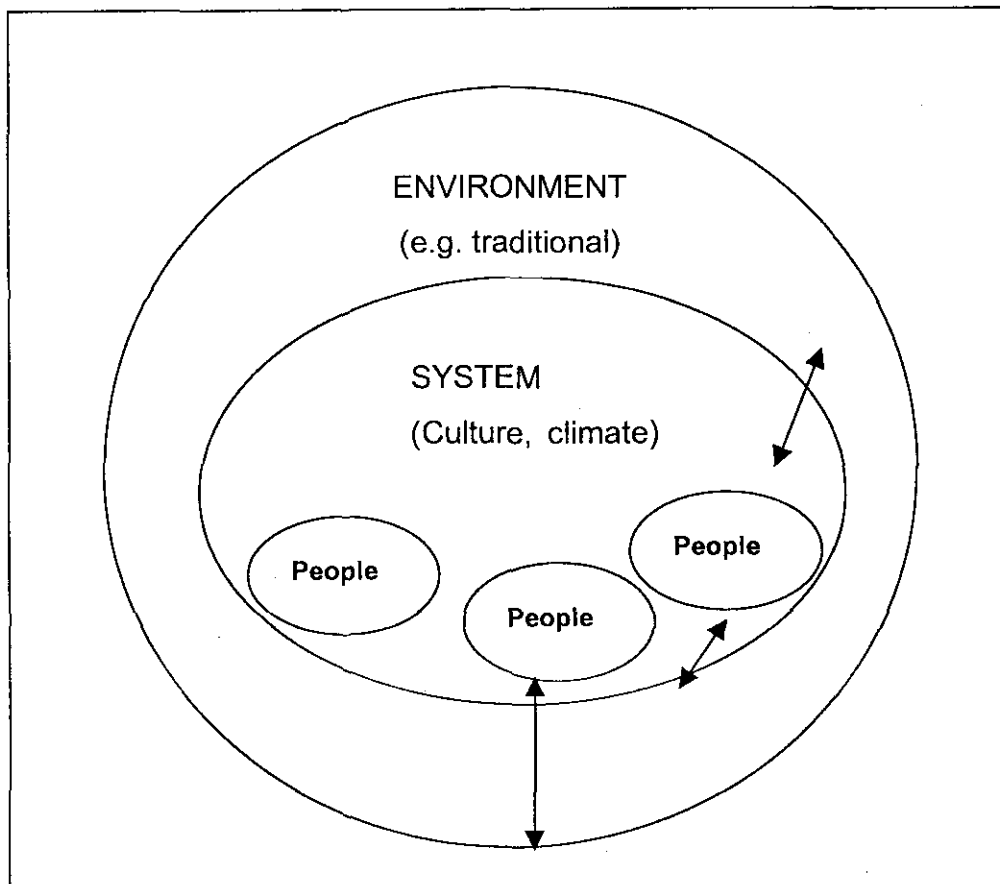 ENVIRONMENT
(e.g. traditional)
SYSTEM
(Culture, climate)
People
People
People